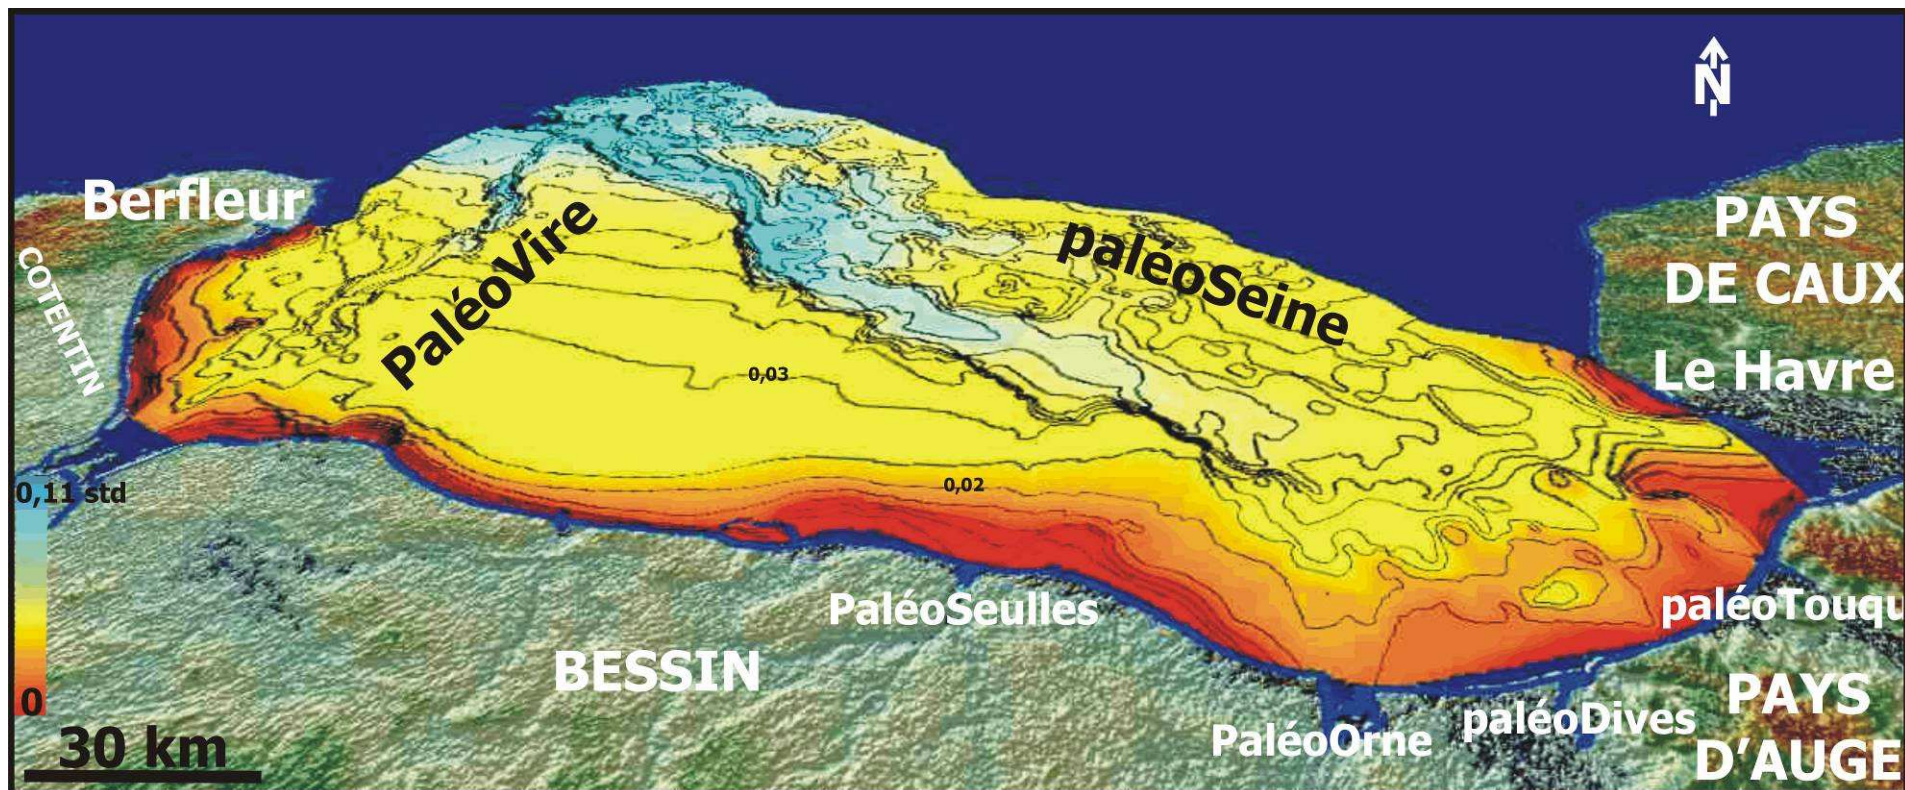 N
Berfleur
COTENTIN
PaléoVire
paléoSeine
PAYS
DE CAUX
Le Havre
0,03
0,02
0,11 std
0
30 km
PaléoSeulles
BESSIN
PaléoOrne
paléoDives
paléoTouqu
PAYS
D'AUGE